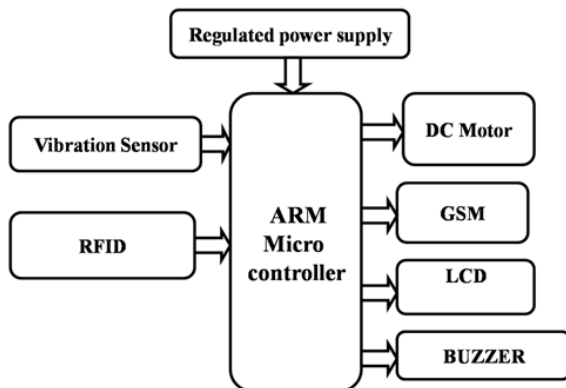 Regulated power supply
Vibration Sensor
RFID
ARM
Micro
controller
DC Motor
GSM
LCD
BUZZER